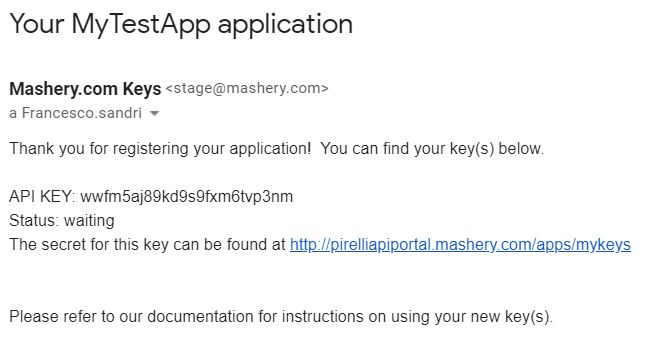 Your MyTestApp application
Mashery.com Keys <stage@mashery.com>
a Francesco.sandri
Thank you for registering your application!  You can find your key(s) below.
API KEY: wwfm5aj89kd9s9fxm6tvp3nm
Status: waiting
The secret for this key can be found at http://pirelliapiportal.mashery.com/apps/mykeys
Please refer to our documentation for instructions on using your new key(s).